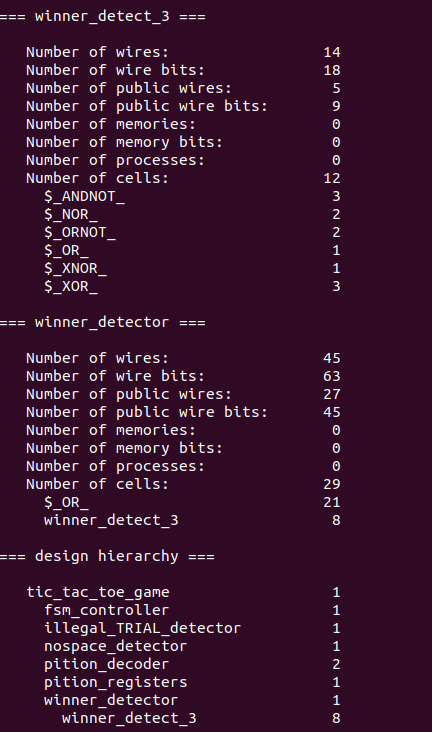 === winner_detect_3 ===
Number of wires: 14
Number of wire bits: 18
Number of public wires: 5
Number of public wire bits: 9
Number of memories: 0
Number of memory bits: 0
Number of processes: 0
Number of cells: 12
$_ANDNOT_ 3
$_NOR_ 2
$_ORNOT_ 2
$_OR_ 1
$_XNOR_ 1
$_XOR_ 3
=== winner_detector ===
Number of wires: 45
Number of wire bits: 63
Number of public wires: 27
Number of public wire bits: 45
Number of memories: 0
Number of memory bits: 0
Number of processes: 0
Number of cells: 29
$_OR_ 21
winner_detect_3 8
=== design hierarchy ===
tic_tac_toe_game 1
fsm_controller 1
illegal_TRIAL_detector 1
nospace_detector 1
pition_decoder 2
pition_registers 1
winner_detector 1
winner_detect_3 8